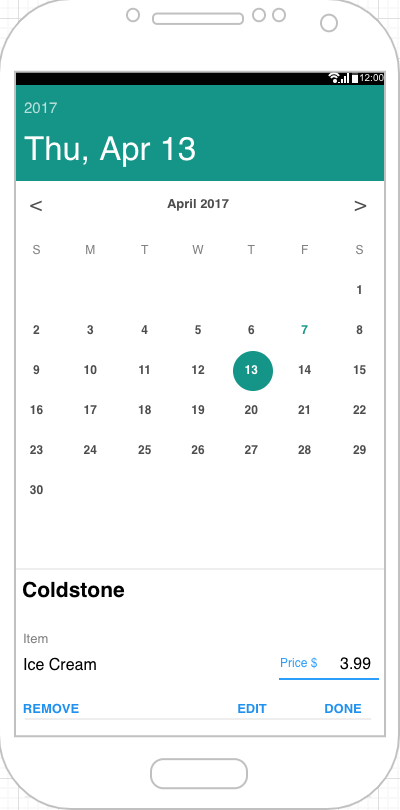 12:00
2017
Thu, Apr 13
< April 2017 >
S M T W T F S
1
2 3 4 5 6 7 8
9 10 11 12 13 14 15
16 17 18 19 20 21 22
23 24 25 26 27 28 29
30
Coldstone
Item
Ice Cream Price $ 3.99
REMOVE EDIT DONE